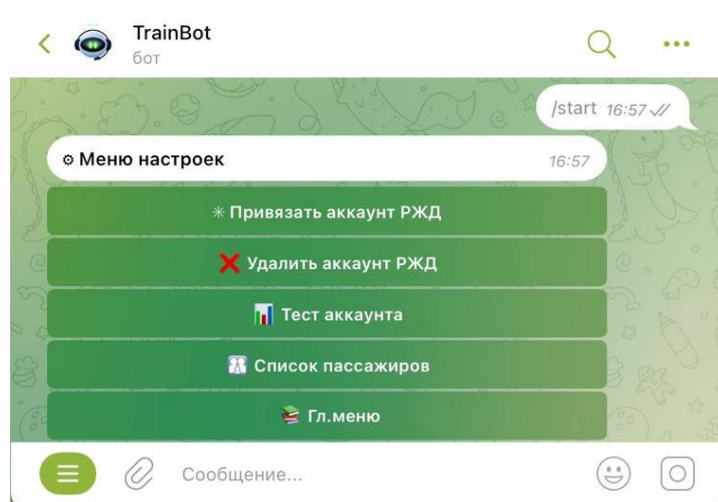 TrainBot
бот
/start 16:57
⚙ Меню настроек 16:57
✳ Привязать аккаунт РЖД
❌ Удалить аккаунт РЖД
📊 Тест аккаунта
🚻 Список пассажиров
📚 Гл.меню
Сообщение...